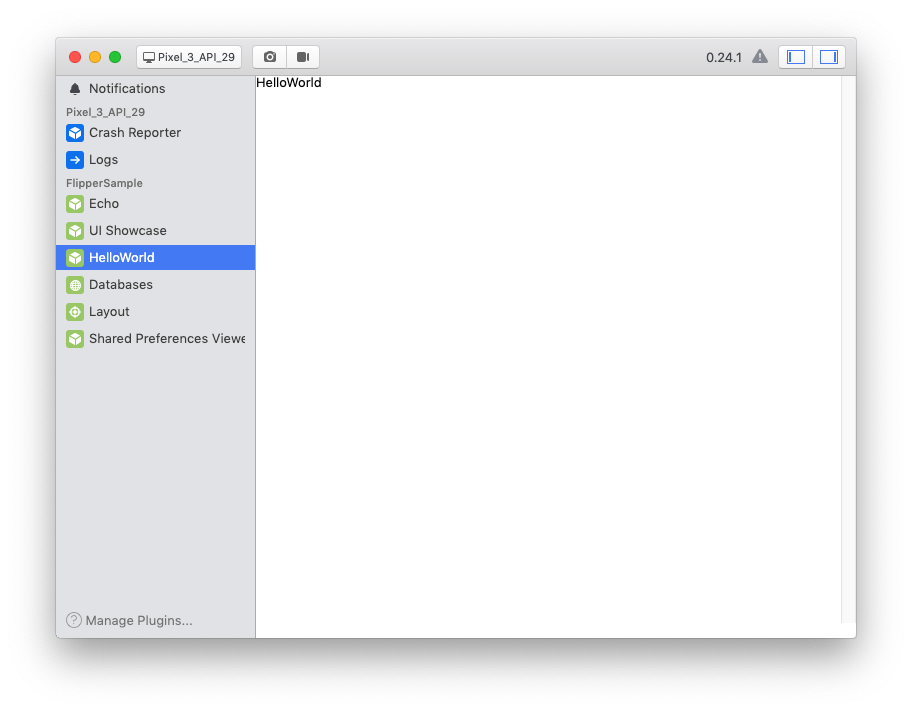 Pixel_3_API_29
0.24.1
Notifications
Pixel_3_API_29
Crash Reporter
Logs
FlipperSample
Echo
UI Showcase
HelloWorld
Databases
Layout
Shared Preferences Viewe
? Manage Plugins...
HelloWorld